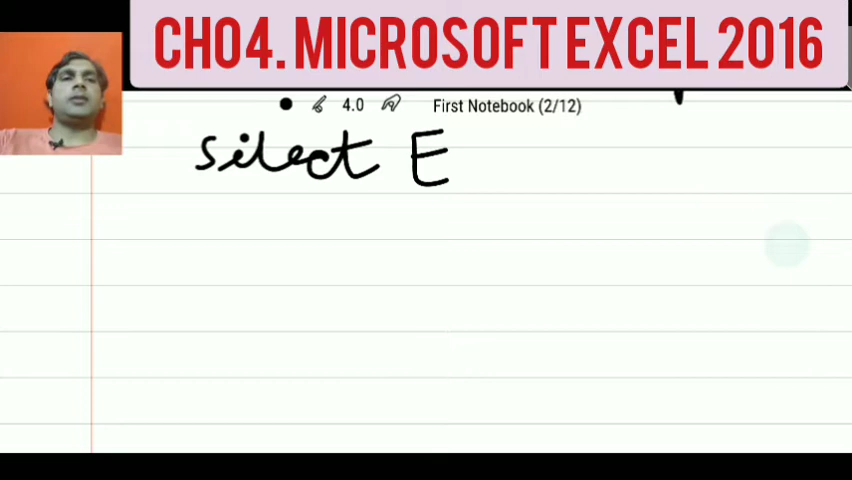 CH04. MICROSOFT EXCEL 2016
4.0 First Notebook (2/12)
Silect E